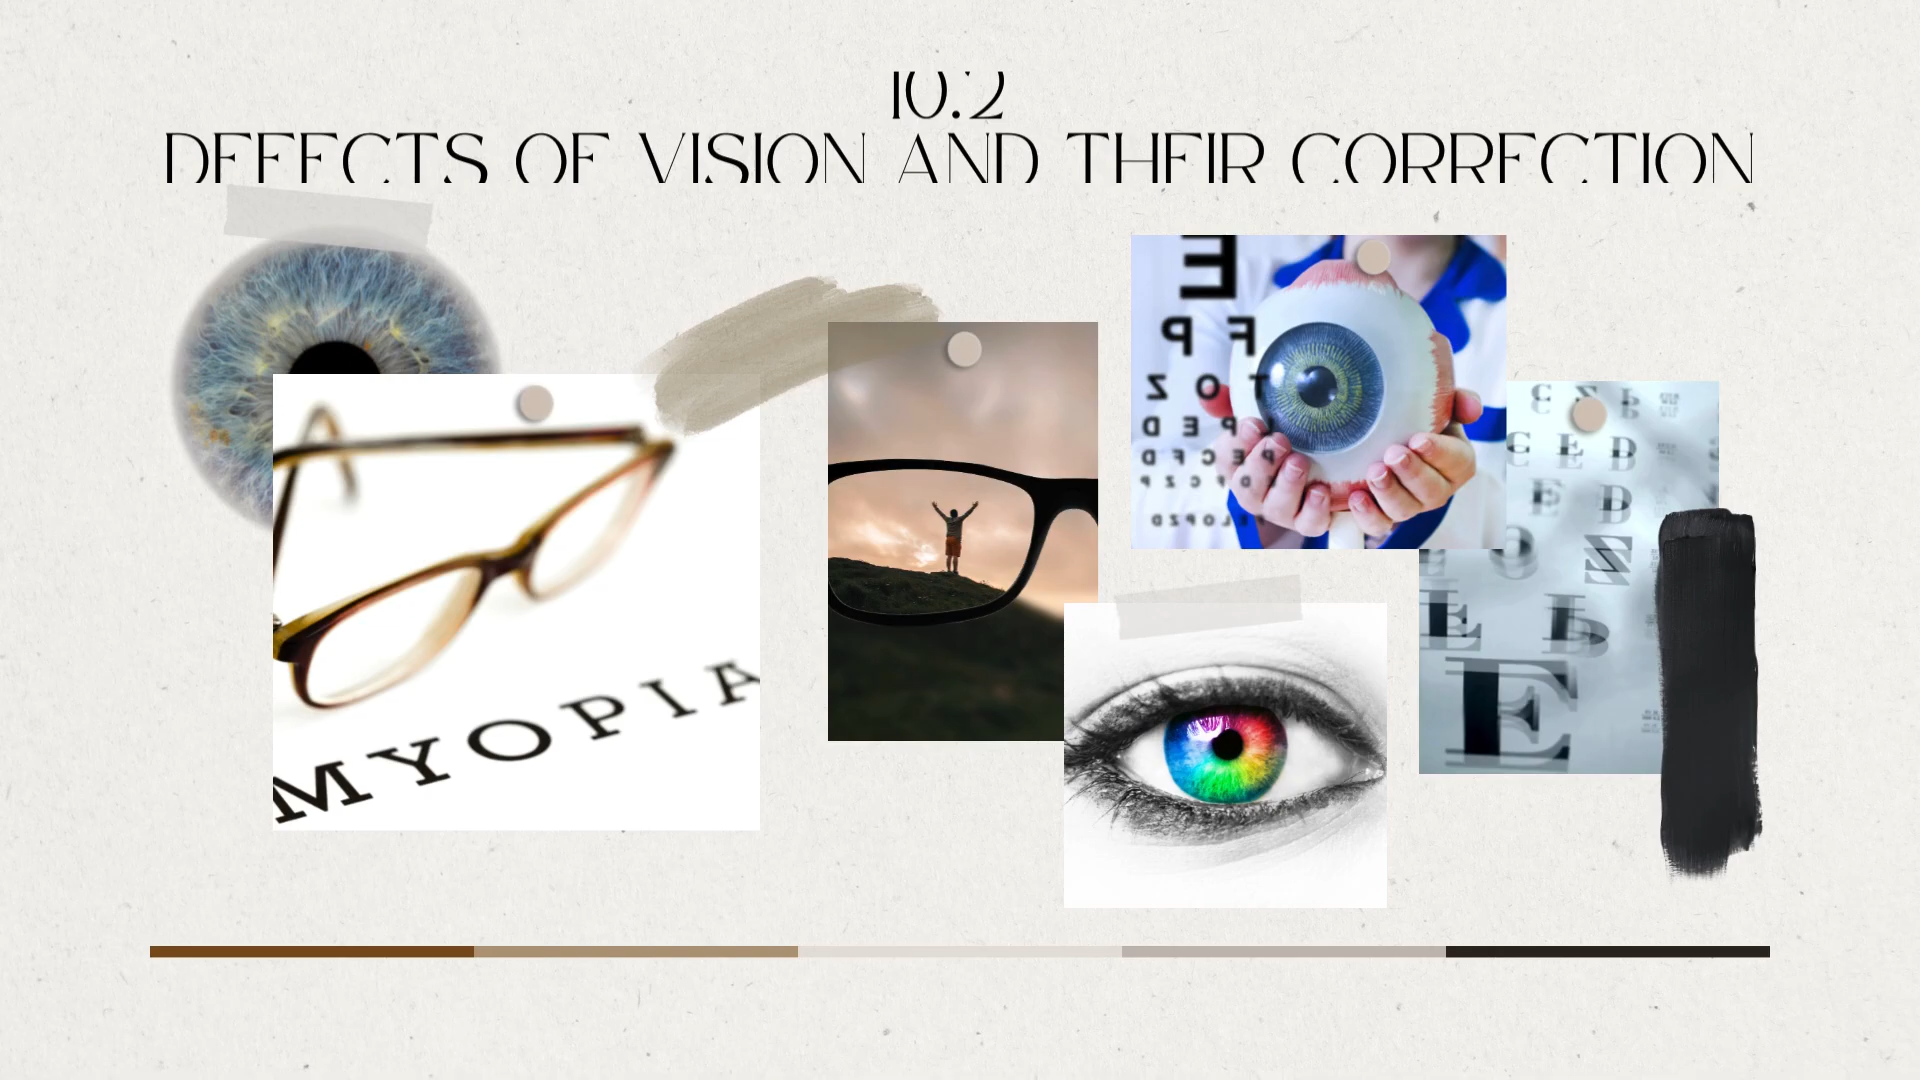 10.2
DEFECTS OF VISION AND THEIR CORRECTION
MYOPIA
E
F P
T O Z
L P E D
P E C F D
E D F C Z P
F E L O P Z D
C Z P
C E D
E D
O Z
E P
E